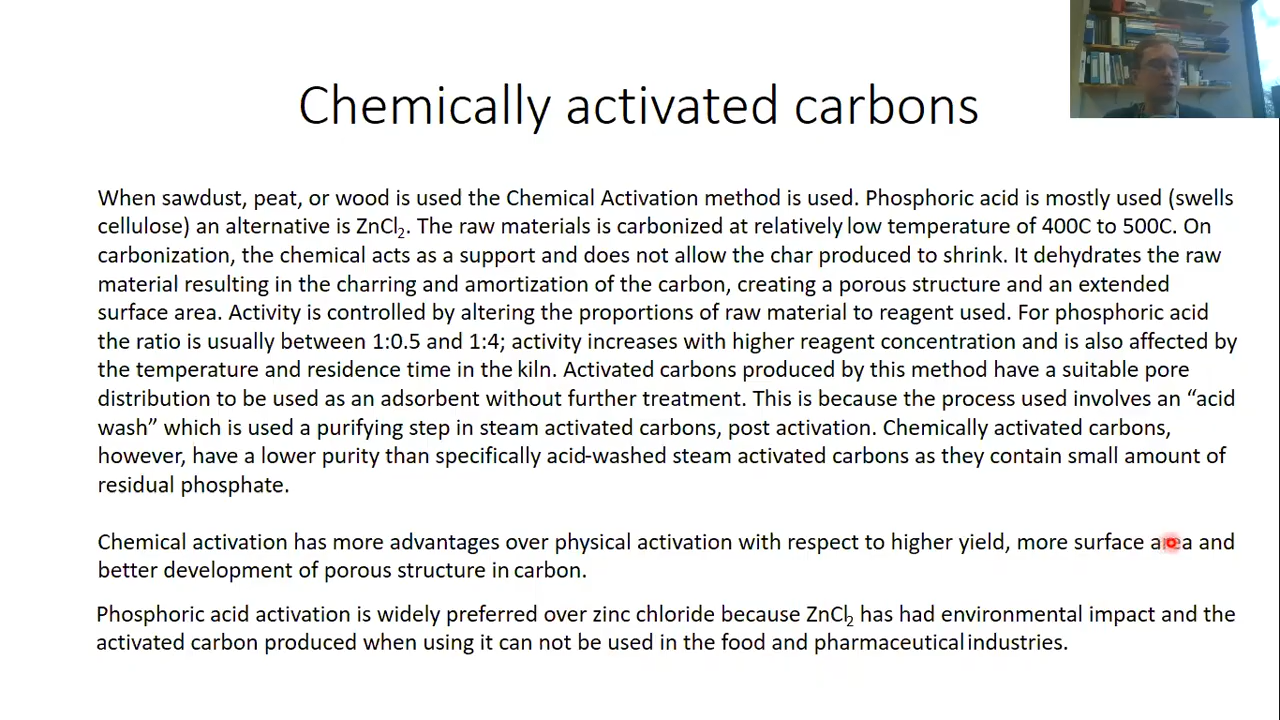 Chemically activated carbons
When sawdust, peat, or wood is used the Chemical Activation method is used. Phosphoric acid is mostly used (swells
cellulose) an alternative is ZnCl₂. The raw materials is carbonized at relatively low temperature of 400C to 500C. On
carbonization, the chemical acts as a support and does not allow the char produced to shrink. It dehydrates the raw
material resulting in the charring and amortization of the carbon, creating a porous structure and an extended
surface area. Activity is controlled by altering the proportions of raw material to reagent used. For phosphoric acid
the ratio is usually between 1:0.5 and 1:4; activity increases with higher reagent concentration and is also affected by
the temperature and residence time in the kiln. Activated carbons produced by this method have a suitable pore
distribution to be used as an adsorbent without further treatment. This is because the process used involves an “acid
wash” which is used a purifying step in steam activated carbons, post activation. Chemically activated carbons,
however, have a lower purity than specifically acid-washed steam activated carbons as they contain small amount of
residual phosphate.
Chemical activation has more advantages over physical activation with respect to higher yield, more surface area and
better development of porous structure in carbon.
Phosphoric acid activation is widely preferred over zinc chloride because ZnCl₂ has had environmental impact and the
activated carbon produced when using it can not be used in the food and pharmaceutical industries.